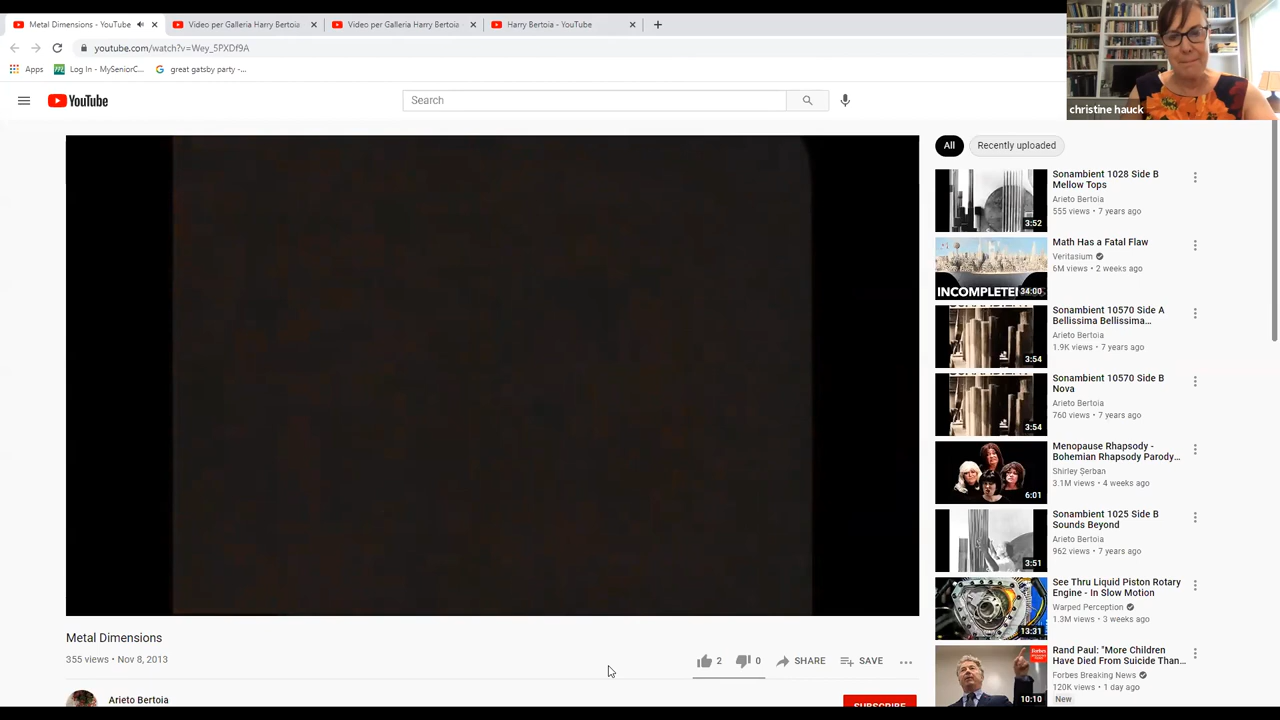 Metal Dimensions - YouTube
Video per Galleria Harry Bertoia
Video per Galleria Harry Bertoia
Harry Bertoia - YouTube
youtube.com/watch?v=Wey_5PXDf9A
Apps
Log In - MySeniorC...
great gatsby party -...
christine hauck
YouTube
Search
All
Recently uploaded
Sonambient 1028 Side B
Mellow Tops
Arieto Bertoia
555 views • 7 years ago
3:52
Math Has a Fatal Flaw
Veritasium
6M views • 2 weeks ago
INCOMPLETE
34:00
Sonambient 10570 Side A
Bellissima Bellissima...
Arieto Bertoia
1.9K views • 7 years ago
3:54
Sonambient 10570 Side B
Nova
Arieto Bertoia
760 views • 7 years ago
3:54
Menopause Rhapsody -
Bohemian Rhapsody Parody...
Shirley Șerban
3.1M views • 4 weeks ago
6:01
Sonambient 1025 Side B
Sounds Beyond
Arieto Bertoia
962 views • 7 years ago
3:51
See Thru Liquid Piston Rotary
Engine - In Slow Motion
Warped Perception
1.3M views • 3 weeks ago
13:31
Rand Paul: "More Children
Have Died From Suicide Than...
Forbes Breaking News
120K views • 1 day ago
New
Forbes
10:10
Metal Dimensions
355 views • Nov 8, 2013
2
0
SHARE
SAVE
Arieto Bertoia
SUBSCRIBE